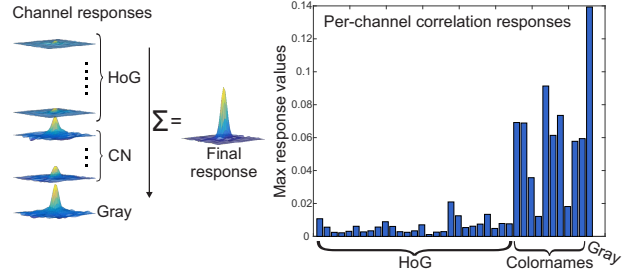 Channel responses
HoG
CN
Gray
Σ =
Final
response
Per-channel correlation responses
Max response values
0.14
0.12
0.1
0.08
0.06
0.04
0.02
0
HoG
Colornames
Gray